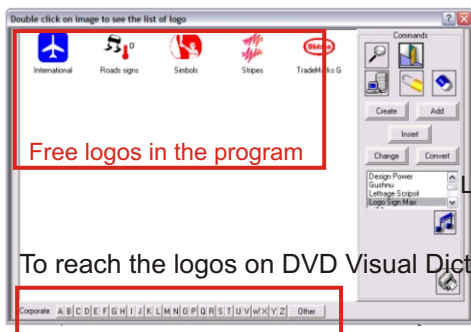 Double click on image to see the list of logo
Commands
International Roads signs Simbols Stripes TradeMarks G
Create Add
Insert
Change Convert
Free logos in the program
Design Power
Gushnu
Lettrage Scripsit
Logo Sign Max
L
To reach the logos on DVD Visual Dict
Corporate A B C D E F G H I J K L M N O P Q R S T U V W X Y Z Other